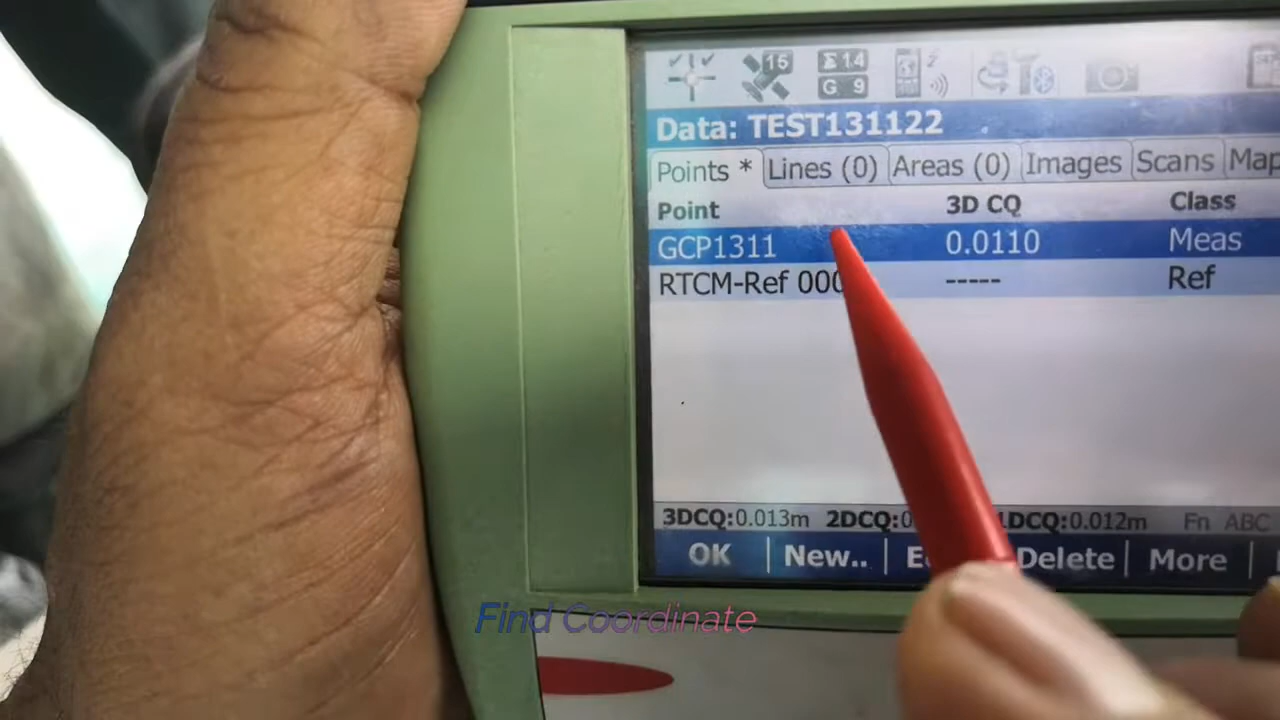 15 Σ 14
G 9
Data: TEST131122
Points * Lines (0) Areas (0) Images Scans Map
Point 3D CQ Class
GCP1311 0.0110 Meas
RTCM-Ref 000 ----- Ref
3DCQ:0.013m 2DCQ:0 1DCQ:0.012m Fn ABC
OK New.. Delete More
Find Coordinate